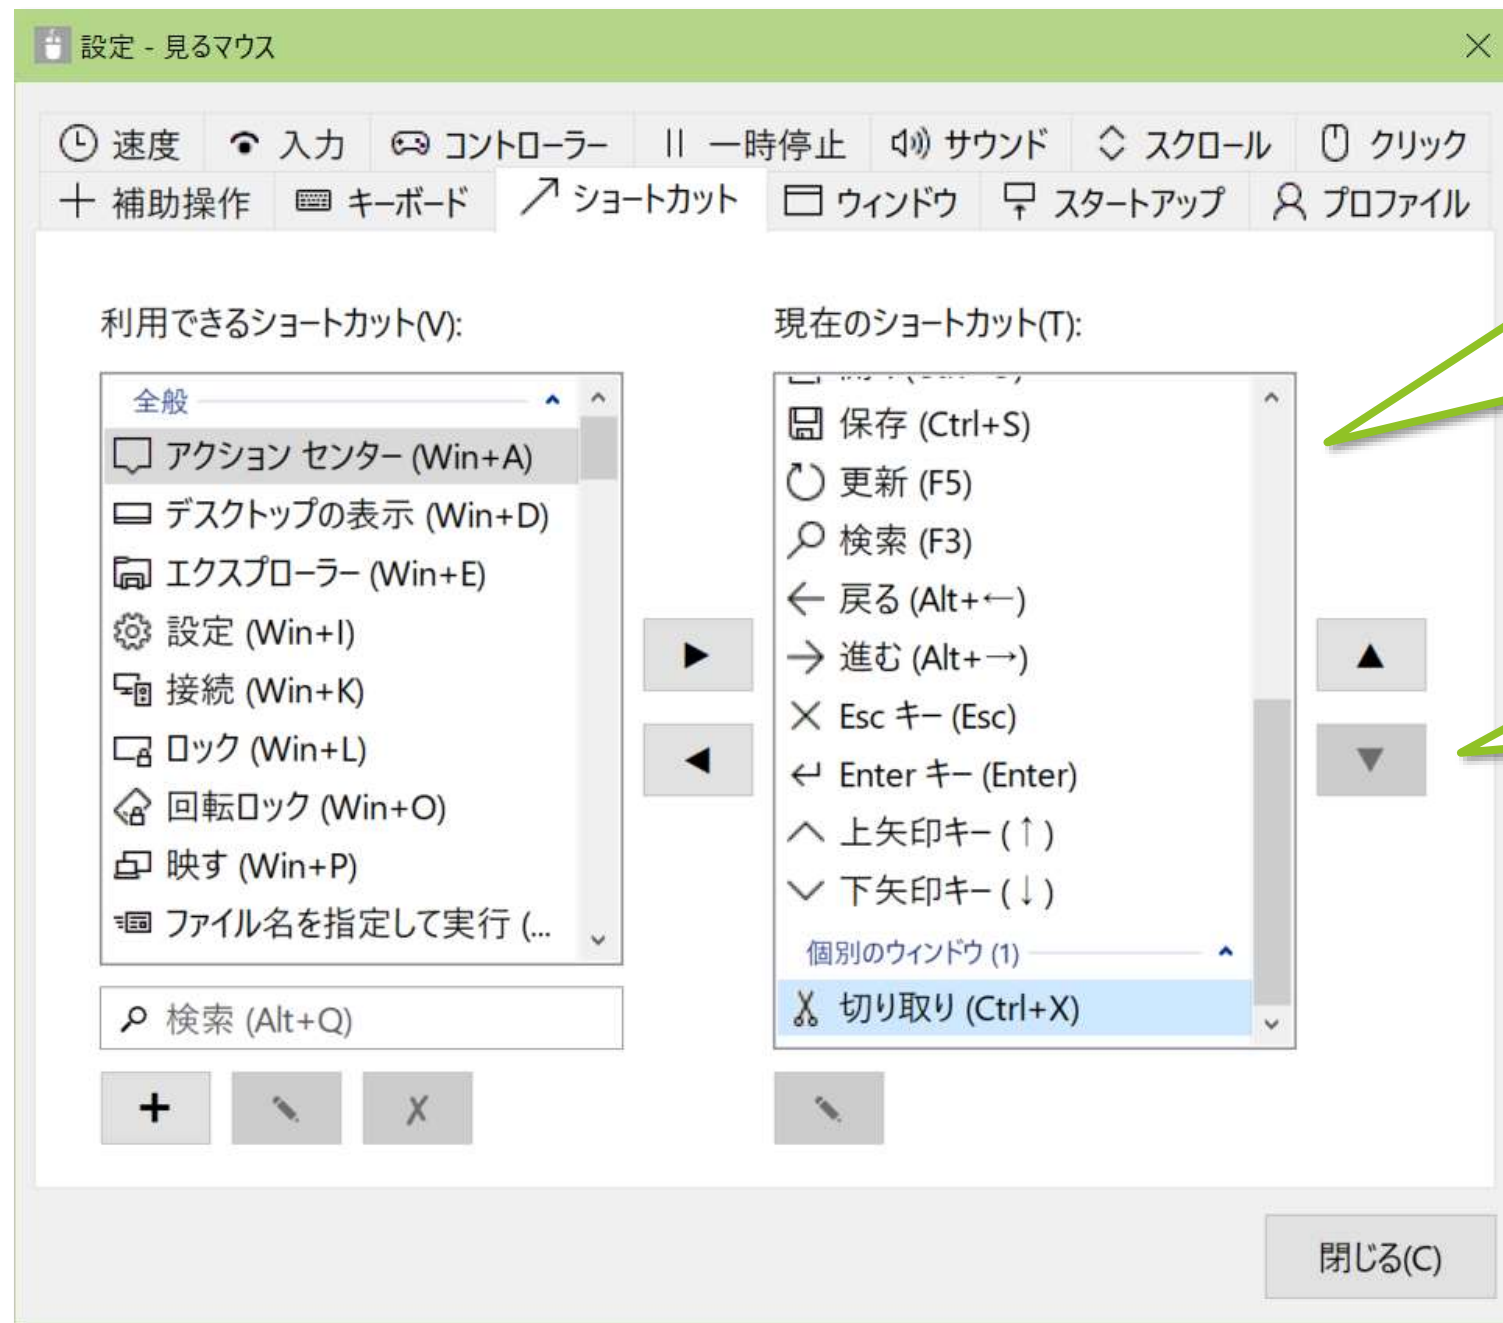 設定 - 見るマウス
速度 入力 コントローラー 一時停止 サウンド スクロール クリック
補助操作 キーボード ショートカット ウィンドウ スタートアップ プロファイル
利用できるショートカット(V):
全般
アクション センター (Win+A)
デスクトップの表示 (Win+D)
エクスプローラー (Win+E)
設定 (Win+I)
接続 (Win+K)
ロック (Win+L)
回転ロック (Win+O)
映す (Win+P)
ファイル名を指定して実行 (...
検索 (Alt+Q)
現在のショートカット(T):
保存 (Ctrl+S)
更新 (F5)
検索 (F3)
戻る (Alt+←)
進む (Alt+→)
Esc キー (Esc)
Enter キー (Enter)
上矢印キー (↑)
下矢印キー (↓)
個別のウィンドウ (1)
切り取り (Ctrl+X)
閉じる(C)